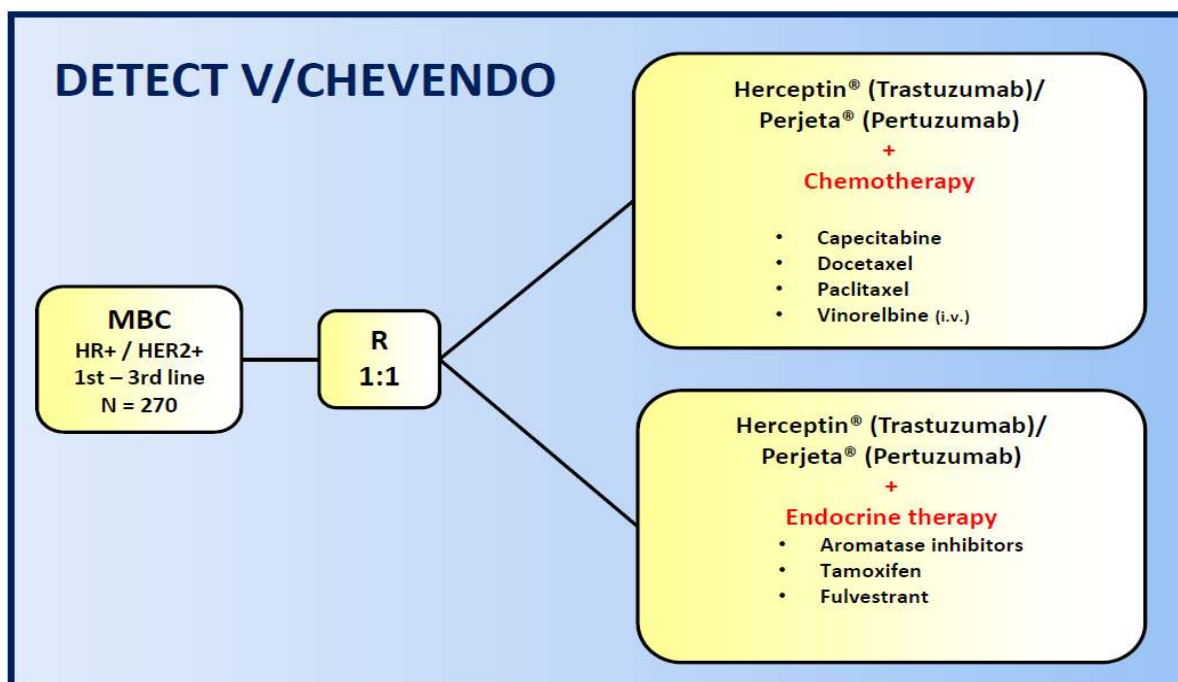 DETECT V/CHEVENDO
MBC
HR+ / HER2+
1st – 3rd line
N = 270
R
1:1
Herceptin® (Trastuzumab)/
Perjeta® (Pertuzumab)
+
Chemotherapy
• Capecitabine
• Docetaxel
• Paclitaxel
• Vinorelbine (i.v.)
Herceptin® (Trastuzumab)/
Perjeta® (Pertuzumab)
+
Endocrine therapy
• Aromatase inhibitors
• Tamoxifen
• Fulvestrant